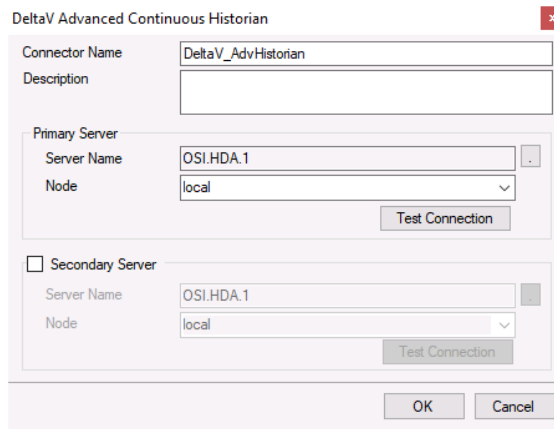 DeltaV Advanced Continuous Historian
x
Connector Name DeltaV_AdvHistorian
Description
Primary Server
Server Name OSI.HDA.1 .
Node local
Test Connection
Secondary Server
Server Name OSI.HDA.1 .
Node local
Test Connection
OK Cancel